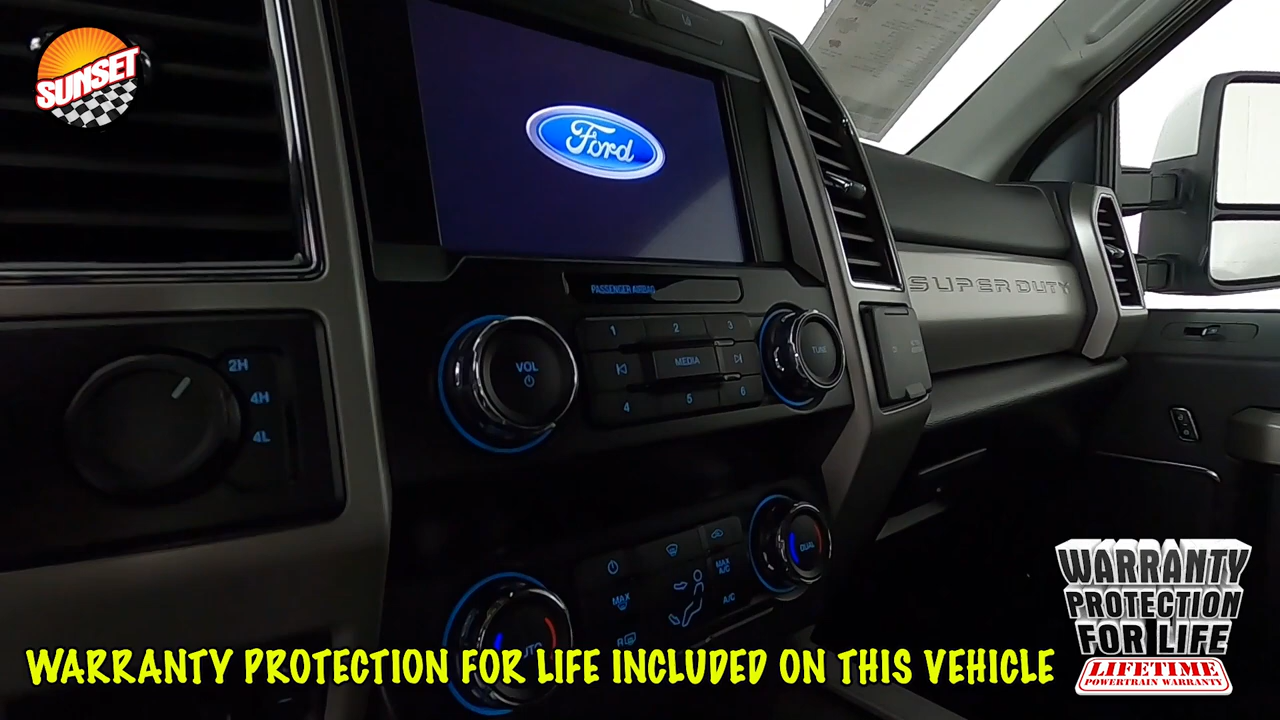 SUNSET
Ford
PASSENGER AIRBAG
SUPER DUTY
1 2 3
VOL
MEDIA
TUNE
4 5 6
2H
4H
4L
DUAL
MAX
A/C
MAX
A/C
R
AUTO
WARRANTY
PROTECTION
FOR LIFE
LIFETIME
POWERTRAIN WARRANTY
WARRANTY PROTECTION FOR LIFE INCLUDED ON THIS VEHICLE